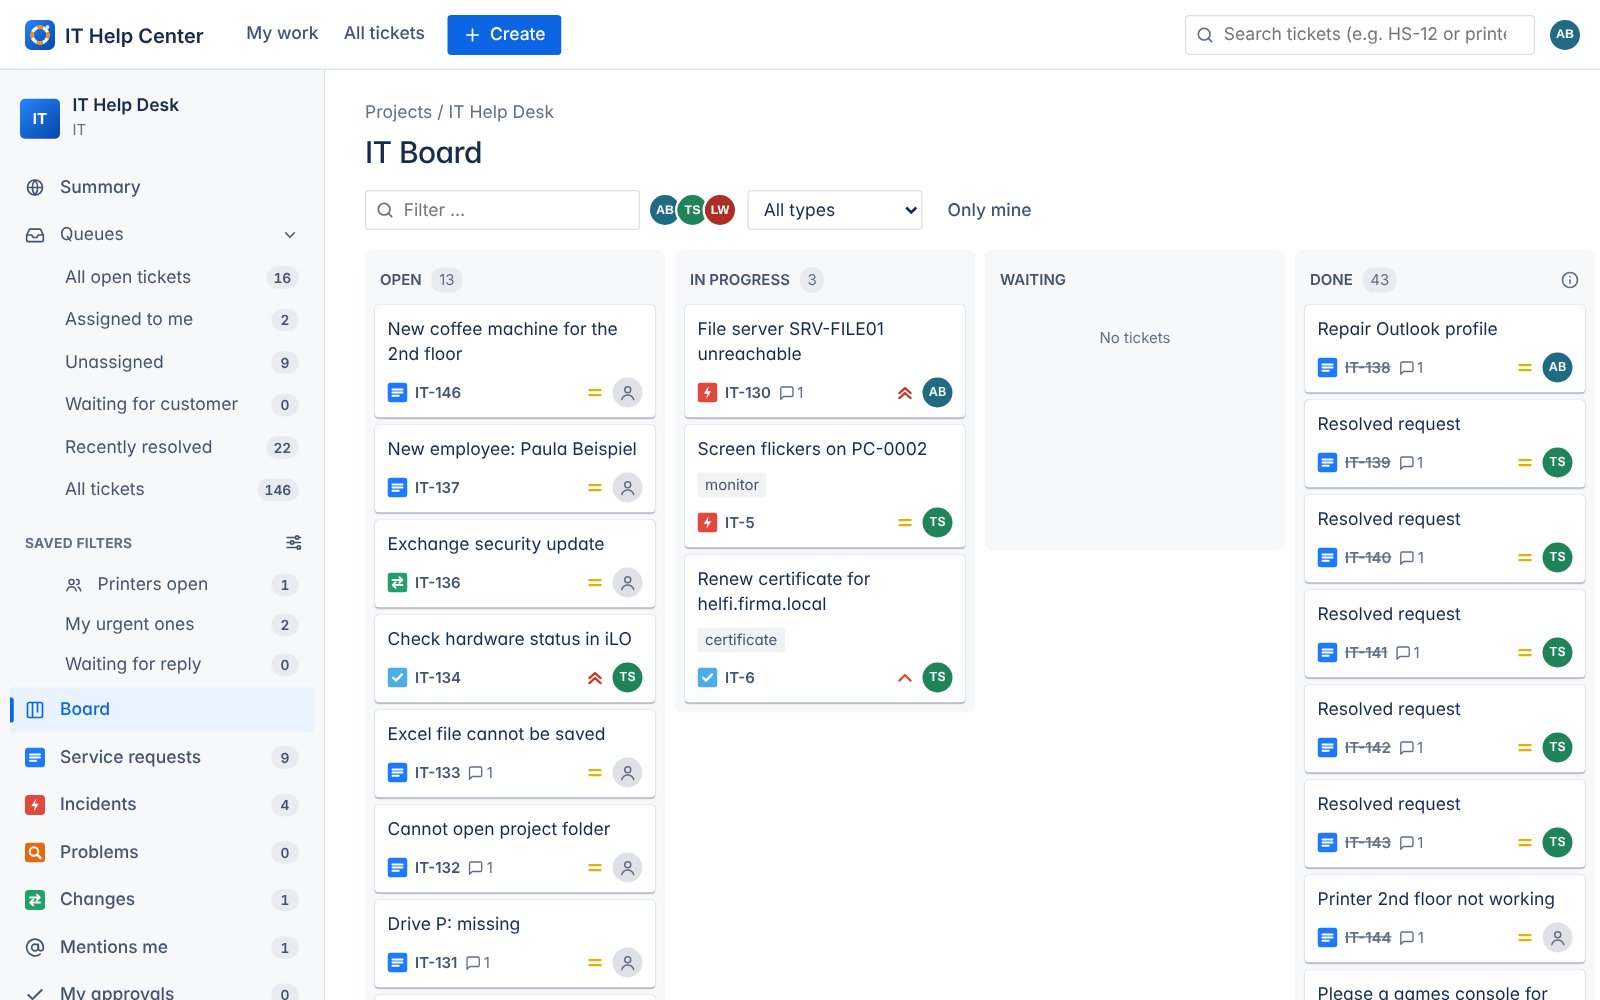 IT Help Center
My work
All tickets
Create
Search tickets (e.g. HS-12 or printe
AB
IT
IT Help Desk
IT
Summary
Queues
All open tickets 16
Assigned to me 2
Unassigned 9
Waiting for customer 0
Recently resolved 22
All tickets 146
SAVED FILTERS
Printers open 1
My urgent ones 2
Waiting for reply 0
Board
Service requests 9
Incidents 4
Problems 0
Changes 1
Mentions me 1
My approvals 0
Projects / IT Help Desk
IT Board
Filter ...
AB TS LW
All types
Only mine
OPEN 13
New coffee machine for the
2nd floor
IT-146
New employee: Paula Beispiel
IT-137
Exchange security update
IT-136
Check hardware status in iLO
IT-134 TS
Excel file cannot be saved
IT-133 1
Cannot open project folder
IT-132 1
Drive P: missing
IT-131 1
IN PROGRESS 3
File server SRV-FILE01
unreachable
IT-130 1 AB
Screen flickers on PC-0002
monitor
IT-5 TS
Renew certificate for
helfi.firma.local
certificate
IT-6 TS
WAITING
No tickets
DONE 43
Repair Outlook profile
IT-138 1 AB
Resolved request
IT-139 1 TS
Resolved request
IT-140 1 TS
Resolved request
IT-141 1 TS
Resolved request
IT-142 1 TS
Resolved request
IT-143 1 TS
Printer 2nd floor not working
IT-144 1
Please a games console for